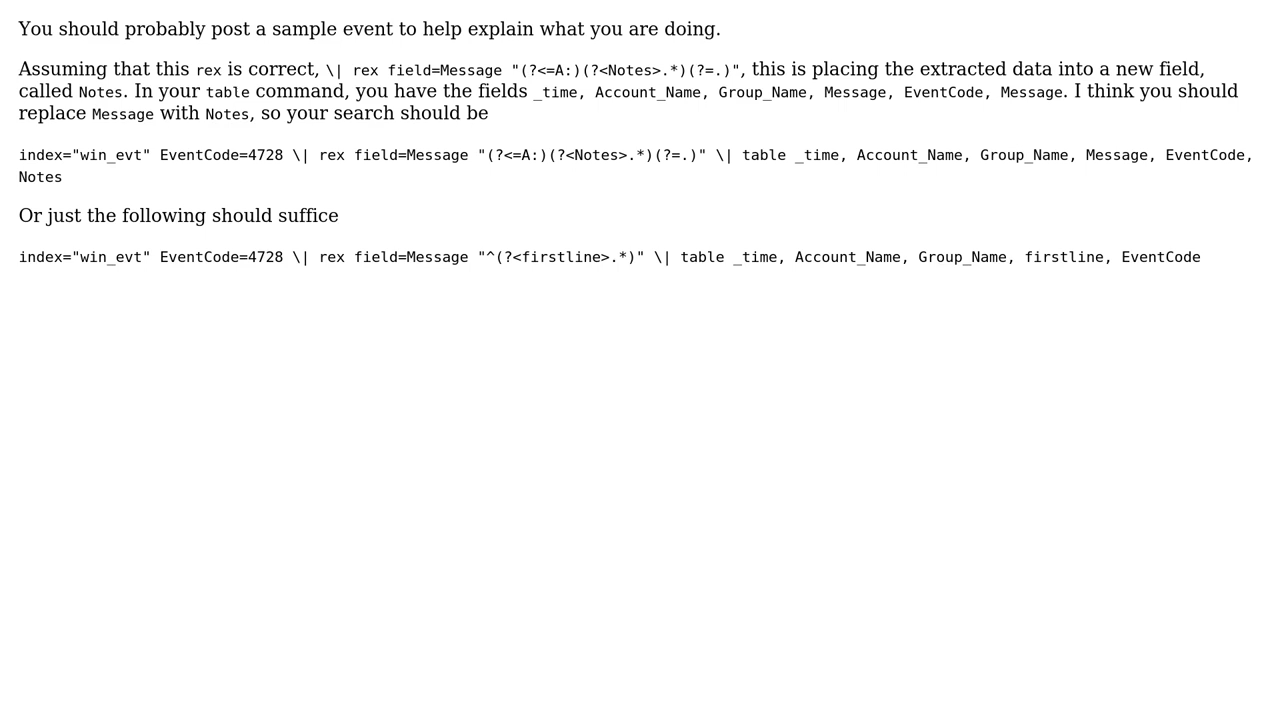 You should probably post a sample event to help explain what you are doing.
Assuming that this rex is correct, \| rex field=Message "(?<=A:)(?<Notes>.*)(?=.)", this is placing the extracted data into a new field,
called Notes. In your table command, you have the fields _time, Account_Name, Group_Name, Message, EventCode, Message. I think you should
replace Message with Notes, so your search should be
index="win_evt" EventCode=4728 \| rex field=Message "(?<=A:)(?<Notes>.*)(?=.)" \| table _time, Account_Name, Group_Name, Message, EventCode,
Notes
Or just the following should suffice
index="win_evt" EventCode=4728 \| rex field=Message "^(?<firstline>.*)" \| table _time, Account_Name, Group_Name, firstline, EventCode